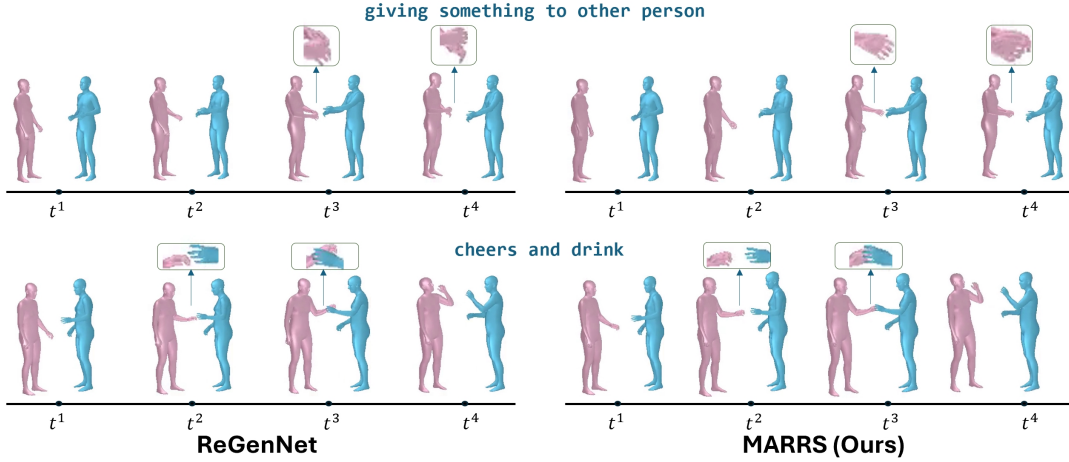 giving something to other person
t¹ t² t³ t⁴ t¹ t² t³ t⁴
cheers and drink
t¹ t² t³ t⁴ t¹ t² t³ t⁴
ReGenNet MARRS (Ours)